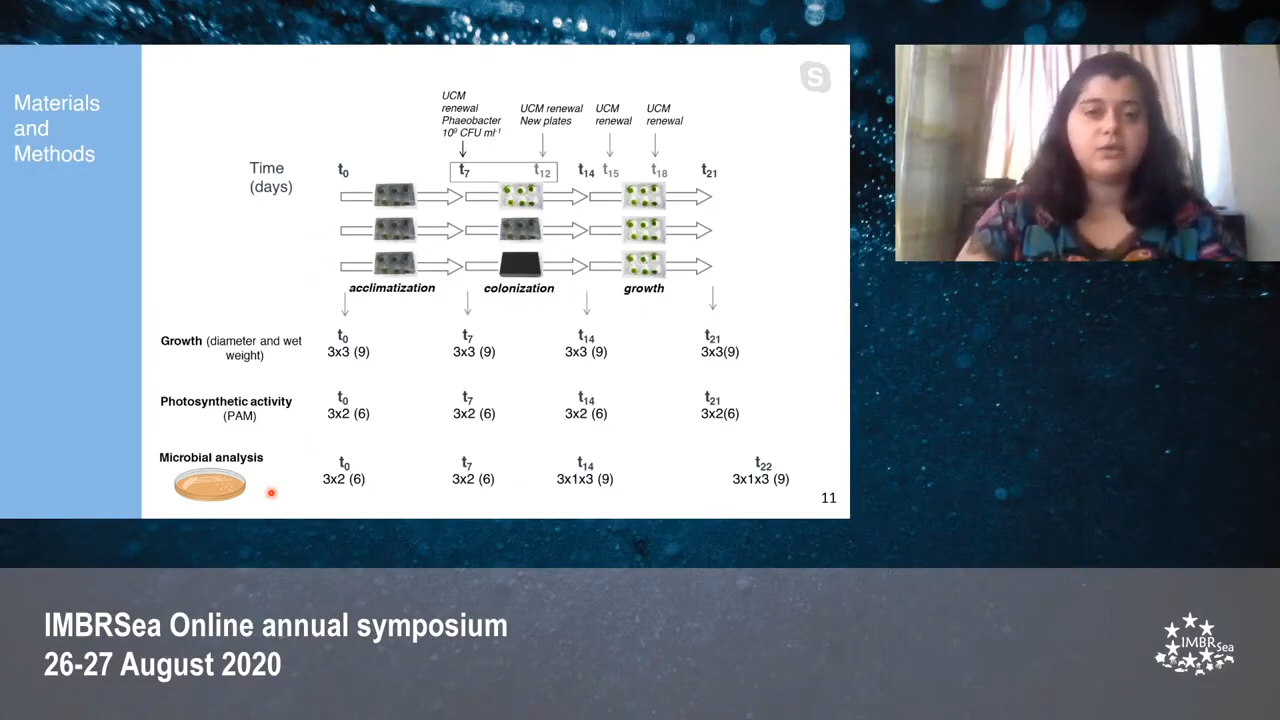 Materials
and
Methods
S
UCM
renewal
Phaeobacter
10⁹ CFU ml⁻¹
UCM renewal
New plates
UCM
renewal
UCM
renewal
Time
(days)
t₀ t₇ t₁₂ t₁₄ t₁₅ t₁₈ t₂₁
acclimatization colonization growth
Growth (diameter and wet
weight)
t₀ t₇ t₁₄ t₂₁
3x3 (9) 3x3 (9) 3x3 (9) 3x3(9)
Photosynthetic activity
(PAM)
t₀ t₇ t₁₄ t₂₁
3x2 (6) 3x2 (6) 3x2 (6) 3x2(6)
Microbial analysis
t₀ t₇ t₁₄ t₂₂
3x2 (6) 3x2 (6) 3x1x3 (9) 3x1x3 (9)
11
IMBRSea Online annual symposium
26-27 August 2020
IMBRSea